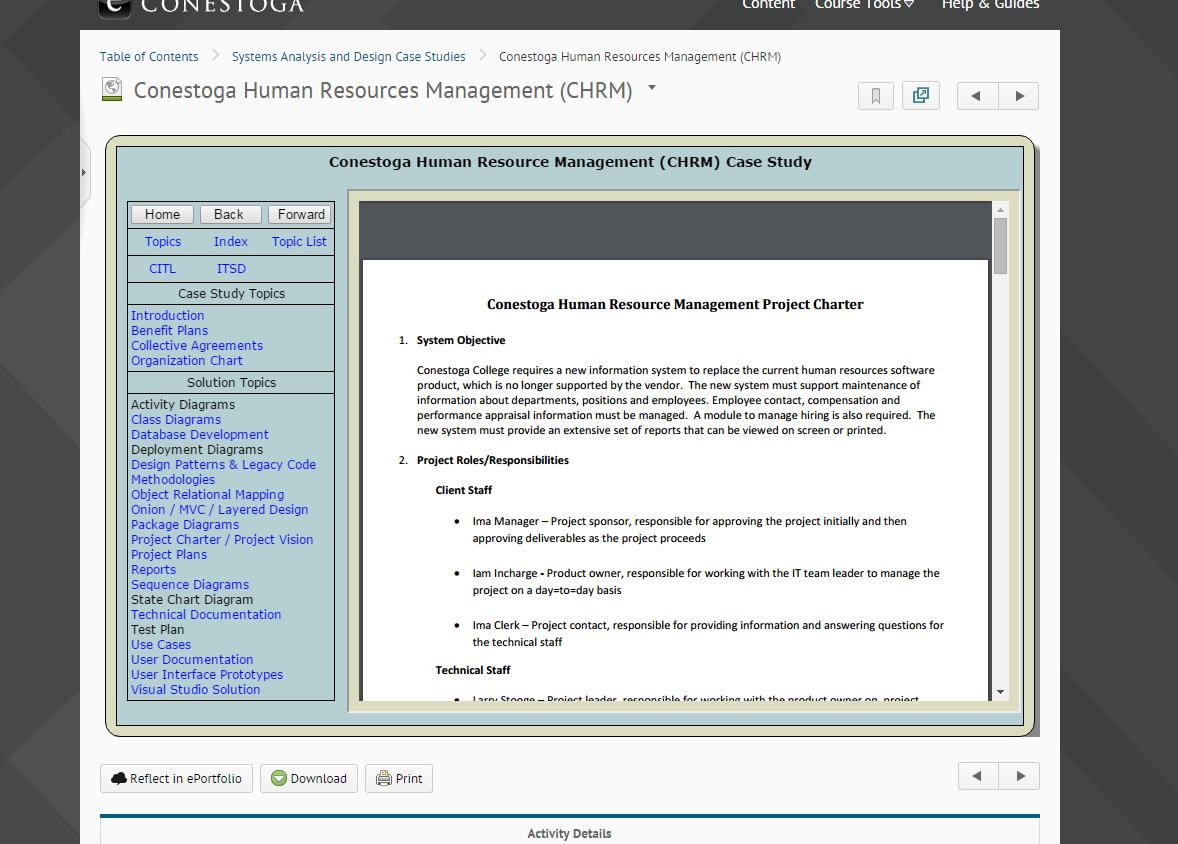 CONESTOGA
Content Course Tools Help & Guides
Table of Contents Systems Analysis and Design Case Studies Conestoga Human Resources Management (CHRM)
Conestoga Human Resources Management (CHRM)
Conestoga Human Resource Management (CHRM) Case Study
Home Back Forward
Topics Index Topic List
CITL ITSD
Case Study Topics
Introduction
Benefit Plans
Collective Agreements
Organization Chart
Solution Topics
Activity Diagrams
Class Diagrams
Database Development
Deployment Diagrams
Design Patterns & Legacy Code
Methodologies
Object Relational Mapping
Onion / MVC / Layered Design
Package Diagrams
Project Charter / Project Vision
Project Plans
Reports
Sequence Diagrams
State Chart Diagram
Technical Documentation
Test Plan
Use Cases
User Documentation
User Interface Prototypes
Visual Studio Solution
Conestoga Human Resource Management Project Charter
1. System Objective
Conestoga College requires a new information system to replace the current human resources software
product, which is no longer supported by the vendor. The new system must support maintenance of
information about departments, positions and employees. Employee contact, compensation and
performance appraisal information must be managed. A module to manage hiring is also required. The
new system must provide an extensive set of reports that can be viewed on screen or printed.
2. Project Roles/Responsibilities
Client Staff
• Ima Manager – Project sponsor, responsible for approving the project initially and then
approving deliverables as the project proceeds
• Iam Incharge - Product owner, responsible for working with the IT team leader to manage the
project on a day=to=day basis
• Ima Clerk – Project contact, responsible for providing information and answering questions for
the technical staff
Technical Staff
• Larry Stooge – Project leader, responsible for working with the product owner on project
Reflect in ePortfolio Download Print
Activity Details